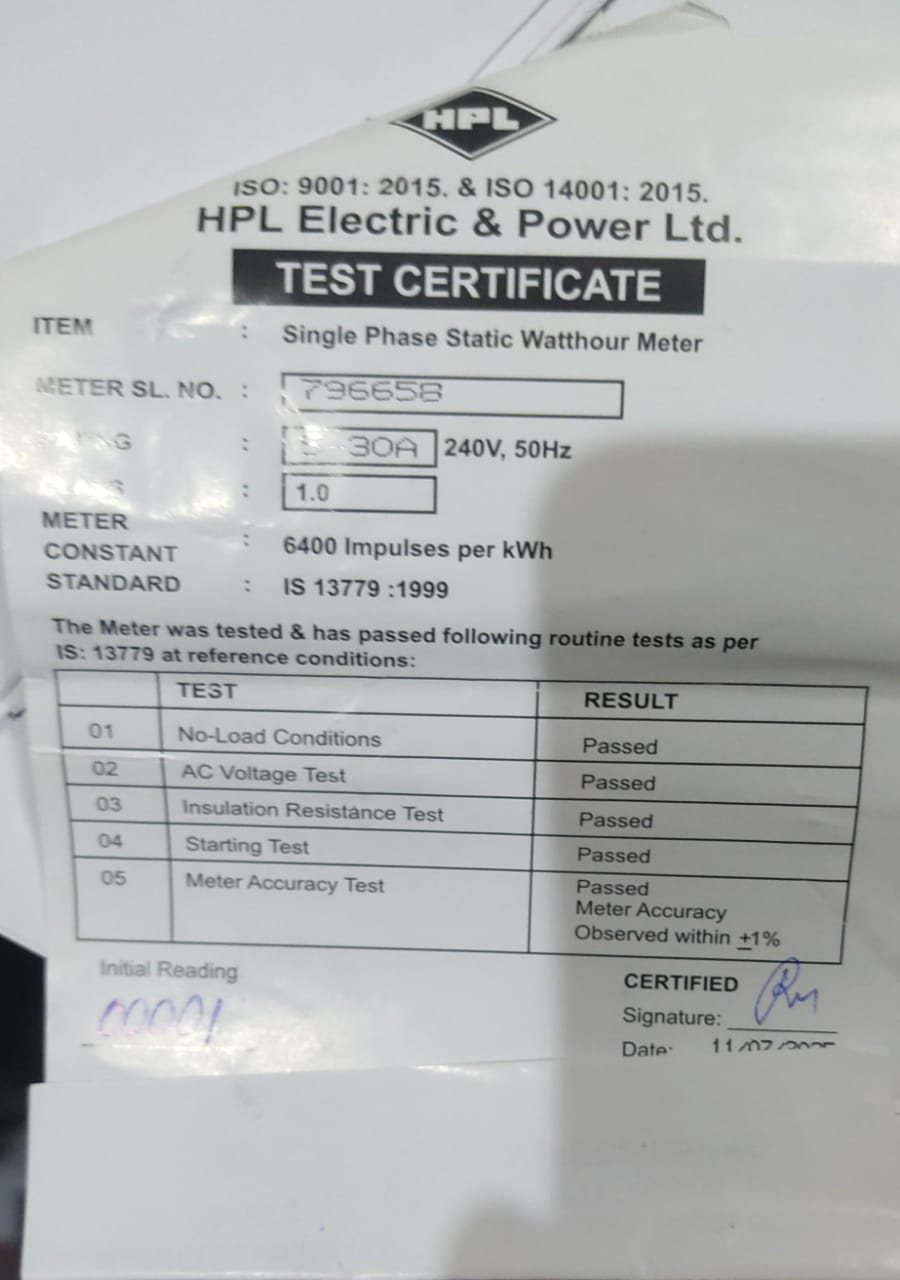 HPL
ISO: 9001: 2015. & ISO 14001: 2015.
HPL Electric & Power Ltd.
TEST CERTIFICATE
ITEM : Single Phase Static Watthour Meter
METER SL. NO. : 796658
: 30A 240V, 50Hz
: 1.0
METER
CONSTANT : 6400 Impulses per kWh
STANDARD : IS 13779 :1999
The Meter was tested & has passed following routine tests as per
IS: 13779 at reference conditions:
TEST RESULT
01 No-Load Conditions Passed
02 AC Voltage Test Passed
03 Insulation Resistance Test Passed
04 Starting Test Passed
05 Meter Accuracy Test Passed
Meter Accuracy
Observed within ±1%
Initial Reading
00001
CERTIFIED
Signature:
Date: